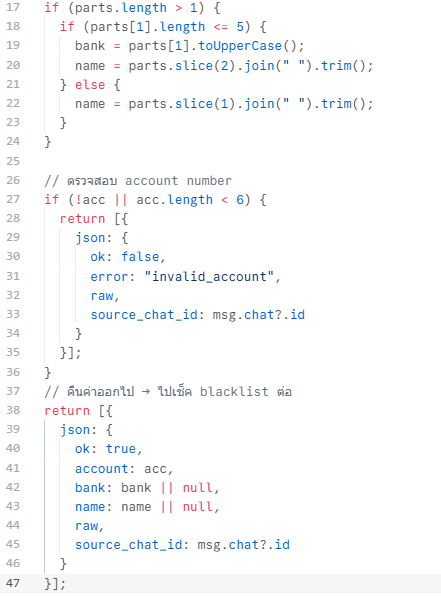 17 if (parts.length > 1) {
18 if (parts[1].length <= 5) {
19 bank = parts[1].toUpperCase();
20 name = parts.slice(2).join(" ").trim();
21 } else {
22 name = parts.slice(1).join(" ").trim();
23 }
24 }
25
26 // ตรวจสอบ account number
27 if (!acc || acc.length < 6) {
28 return [{
29 json: {
30 ok: false,
31 error: "invalid_account",
32 raw,
33 source_chat_id: msg.chat?.id
34 }
35 }];
36 }
37 // คืนค่าออกไป → ไปเช็ค blacklist ต่อ
38 return [{
39 json: {
40 ok: true,
41 account: acc,
42 bank: bank || null,
43 name: name || null,
44 raw,
45 source_chat_id: msg.chat?.id
46 }
47 }];